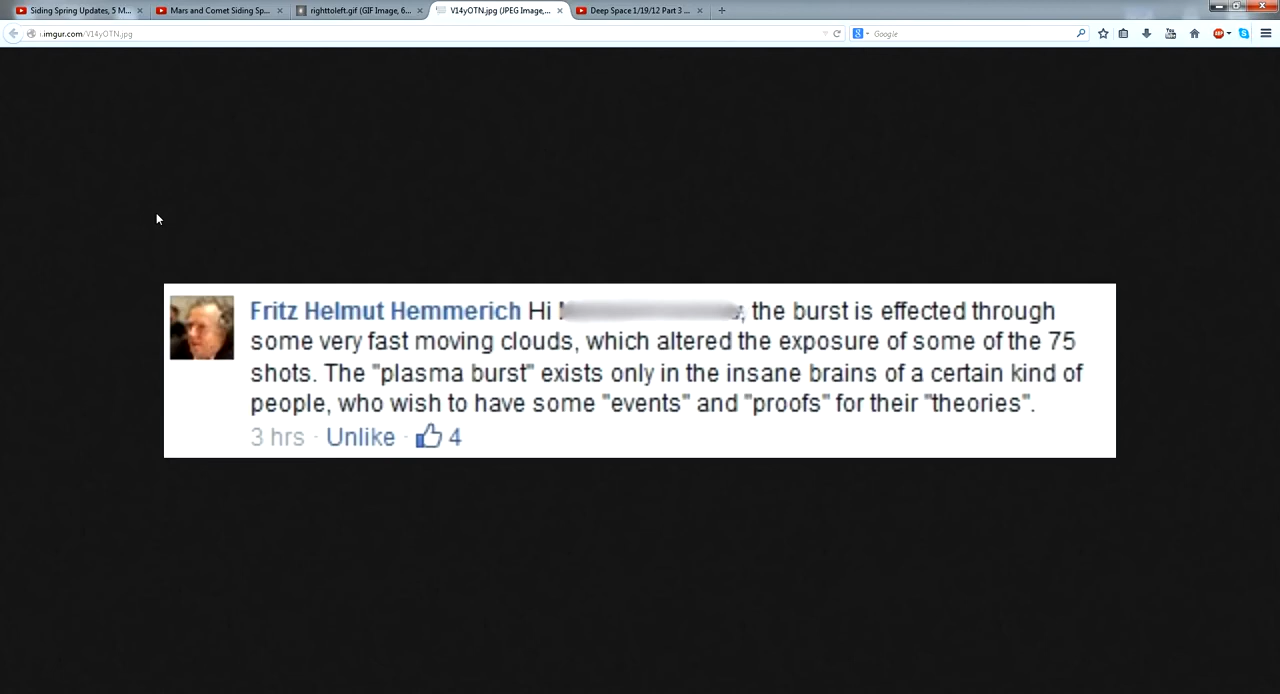 Siding Spring Updates, 5 M...
Mars and Comet Siding Sp...
righttoleft.gif (GIF Image, 6...
V14yOTN.jpg (JPEG Image,...
Deep Space 1/19/12 Part 3 ...
i.imgur.com/V14yOTN.jpg
Google
Fritz Helmut Hemmerich Hi , the burst is effected through
some very fast moving clouds, which altered the exposure of some of the 75
shots. The "plasma burst" exists only in the insane brains of a certain kind of
people, who wish to have some "events" and "proofs" for their "theories".
3 hrs · Unlike · 4